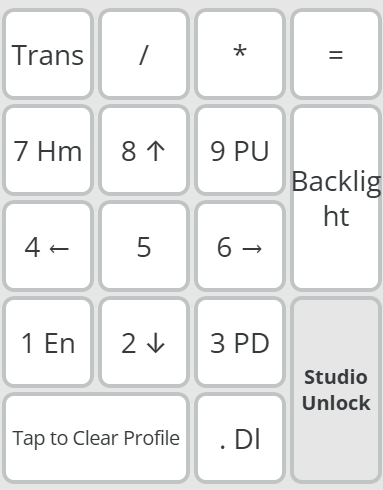 Trans / * =
7 Hm 8 ↑ 9 PU
Backlig
ht
4 ← 5 6 →
1 En 2 ↓ 3 PD
Studio
Unlock
Tap to Clear Profile . Dl